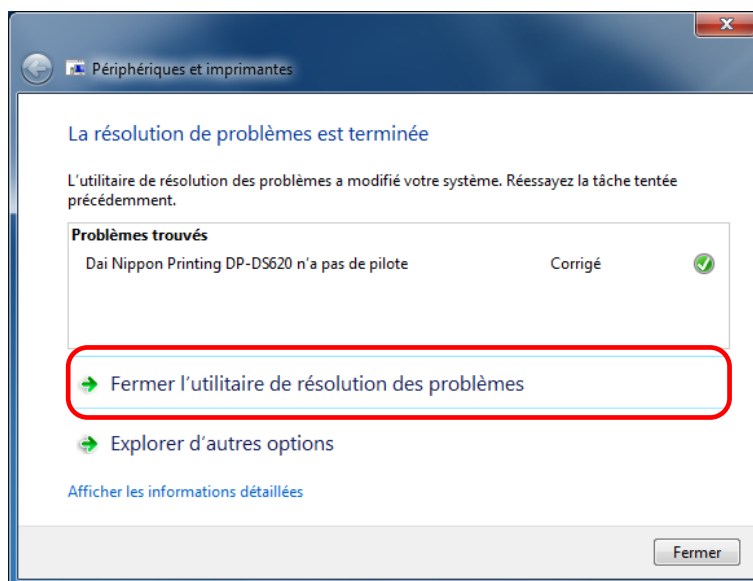 Périphériques et imprimantes
La résolution de problèmes est terminée
L'utilitaire de résolution des problèmes a modifié votre système. Réessayez la tâche tentée
précédemment.
Problèmes trouvés
Dai Nippon Printing DP-DS620 n'a pas de pilote Corrigé
Fermer l'utilitaire de résolution des problèmes
Explorer d'autres options
Afficher les informations détaillées
Fermer